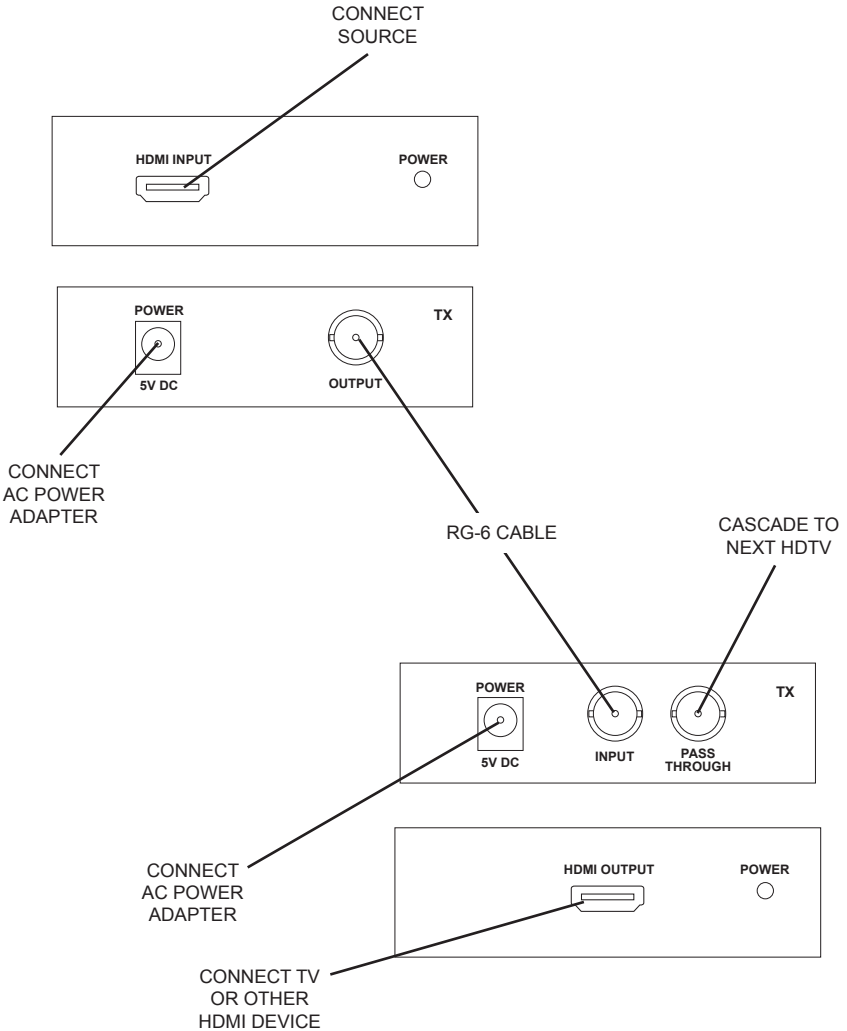 CONNECT
SOURCE
HDMI INPUT
POWER
POWER
TX
5V DC
OUTPUT
CONNECT
AC POWER
ADAPTER
RG-6 CABLE
CASCADE TO
NEXT HDTV
POWER
TX
5V DC
INPUT
PASS
THROUGH
CONNECT
AC POWER
ADAPTER
HDMI OUTPUT
POWER
CONNECT TV
OR OTHER
HDMI DEVICE